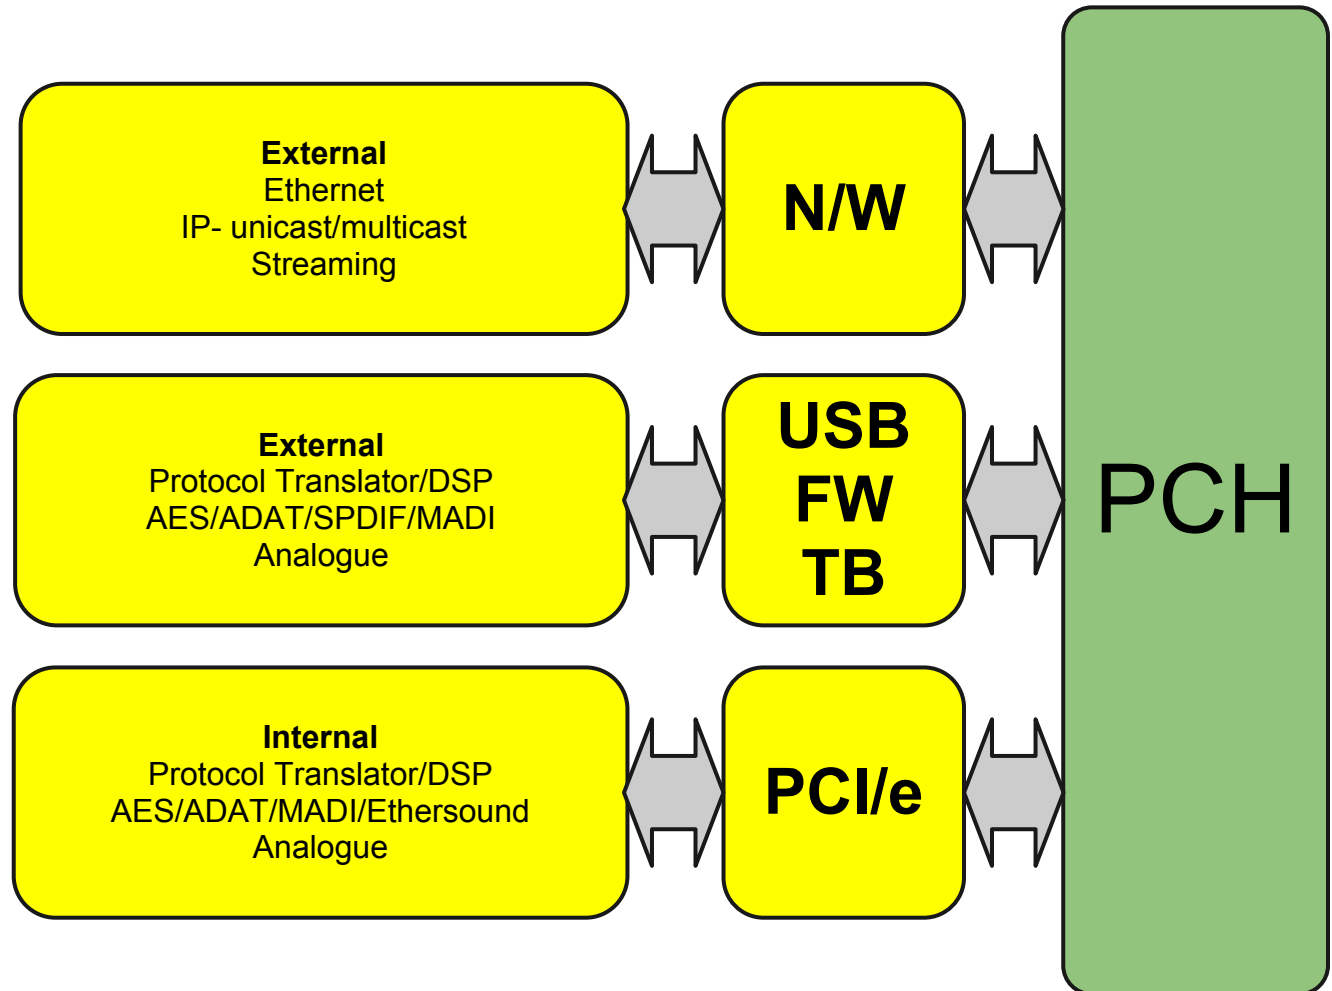 External
Ethernet
IP- unicast/multicast
Streaming
N/W
External
Protocol Translator/DSP
AES/ADAT/SPDIF/MADI
Analogue
USB
FW
TB
Internal
Protocol Translator/DSP
AES/ADAT/MADI/Ethersound
Analogue
PCI/e
PCH